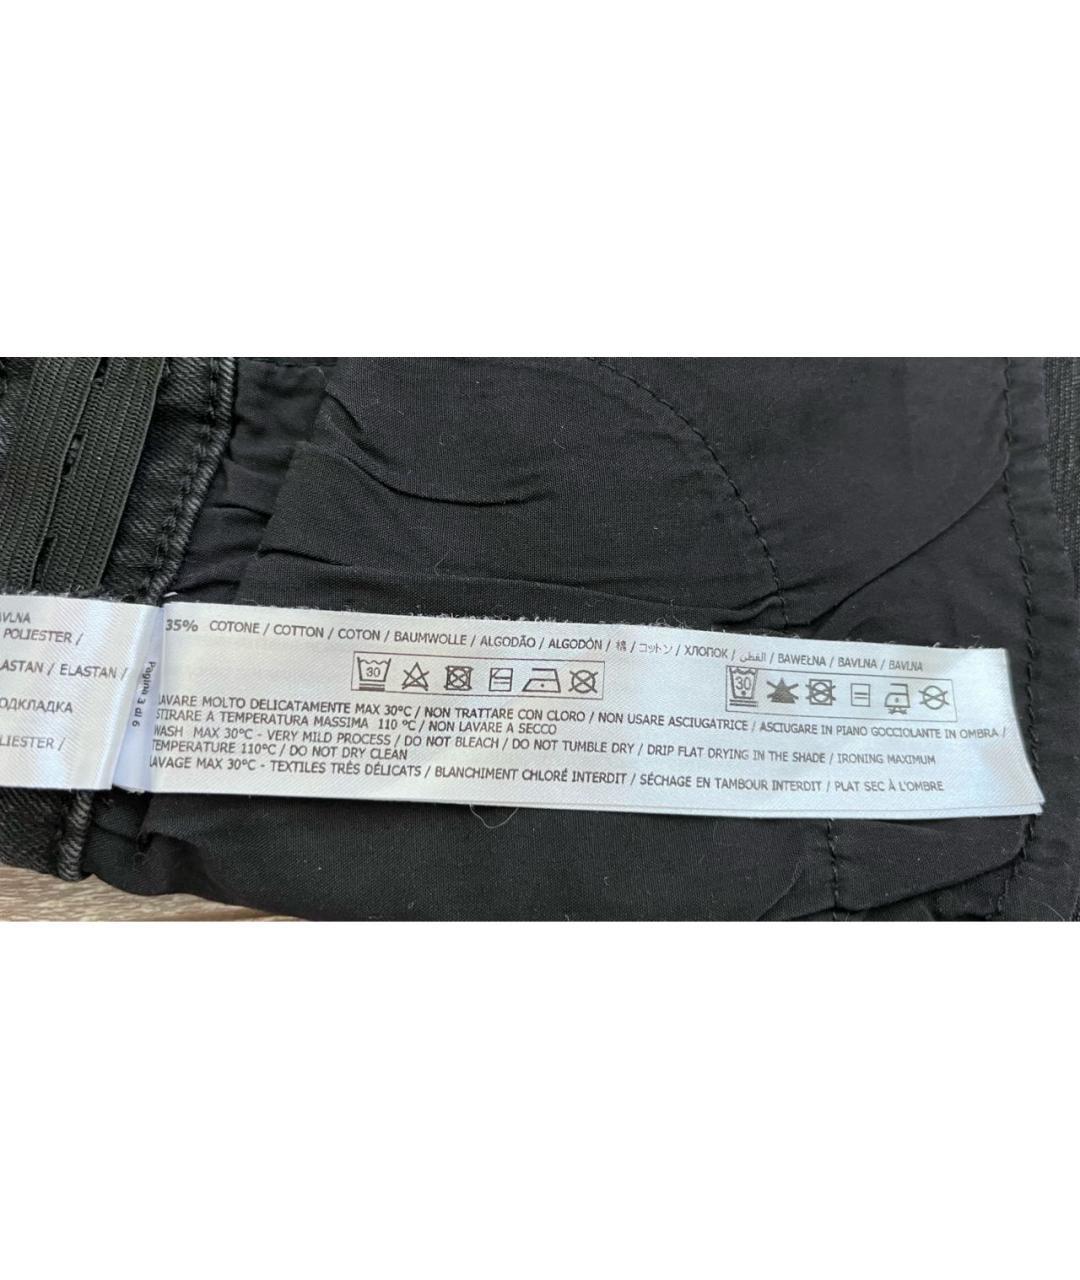 POLIESTER /
ELASTAN /
Pagina 3 di 6
35% COTONE / COTTON / COTON / BAUMWOLLE / ALGODÃO / ALGODÓN / 棉 / コットン / ХЛОПОК / القطن / BAWEŁNA / BAVLNA / BAVLNA
30
30
LAVARE MOLTO DELICATAMENTE MAX 30°C / NON TRATTARE CON CLORO / NON USARE ASCIUGATRICE / ASCIUGARE IN PIANO GOCCIOLANTE IN OMBRA /
STIRARE A TEMPERATURA MASSIMA 110 °C / NON LAVARE A SECCO
WASH MAX 30°C - VERY MILD PROCESS / DO NOT BLEACH / DO NOT TUMBLE DRY / DRIP FLAT DRYING IN THE SHADE / IRONING MAXIMUM
TEMPERATURE 110°C / DO NOT DRY CLEAN
LAVAGE MAX 30°C - TEXTILES TRÈS DÉLICATS / BLANCHIMENT CHLORÉ INTERDIT / SÉCHAGE EN TAMBOUR INTERDIT / PLAT SEC À L'OMBRE